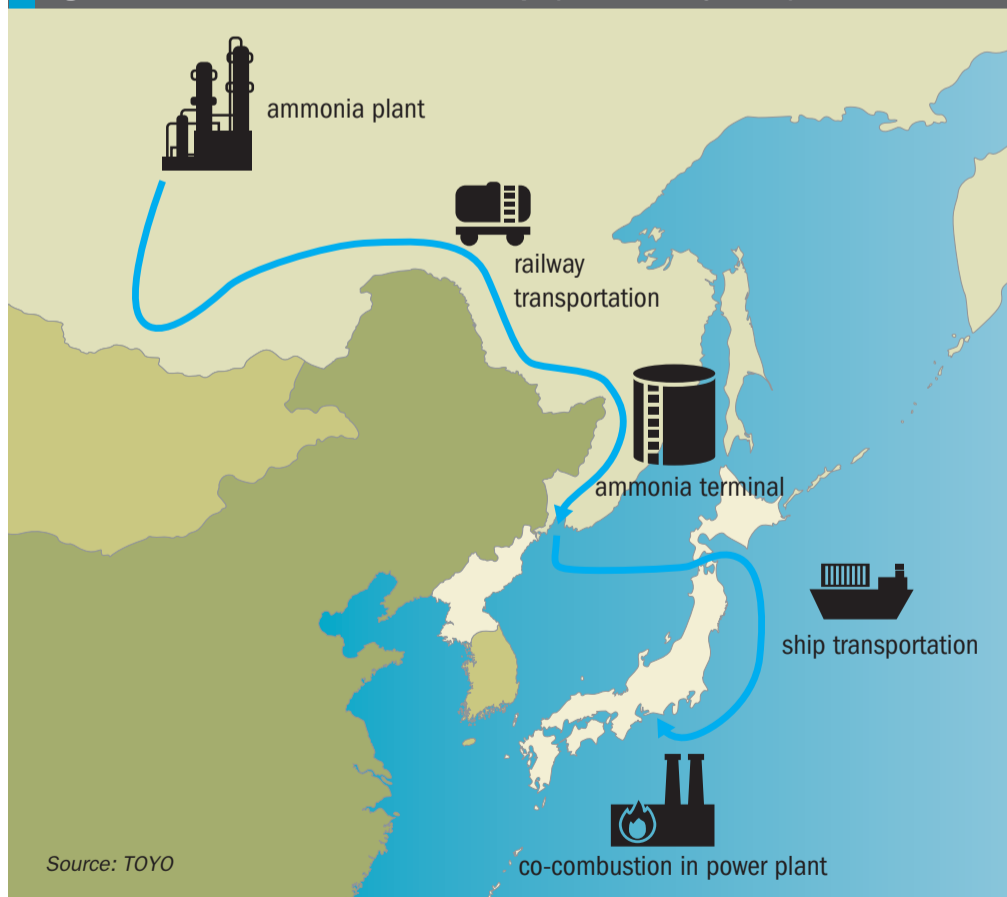 ammonia plant
railway
transportation
ammonia terminal
ship transportation
co-combustion in power plant
Source: TOYO